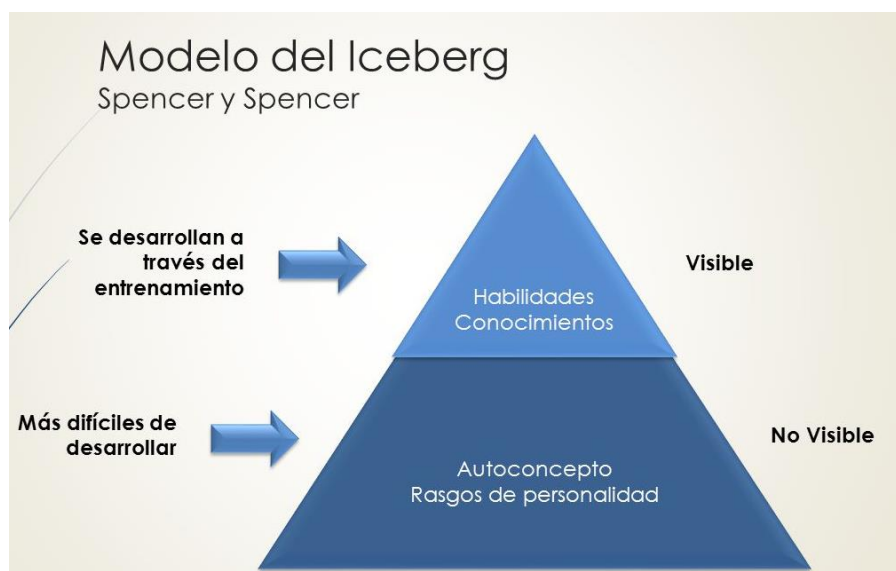 Modelo del Iceberg
Spencer y Spencer
Se desarrollan a
través del
entrenamiento
Visible
Habilidades
Conocimientos
Más difíciles de
desarrollar
No Visible
Autoconcepto
Rasgos de personalidad